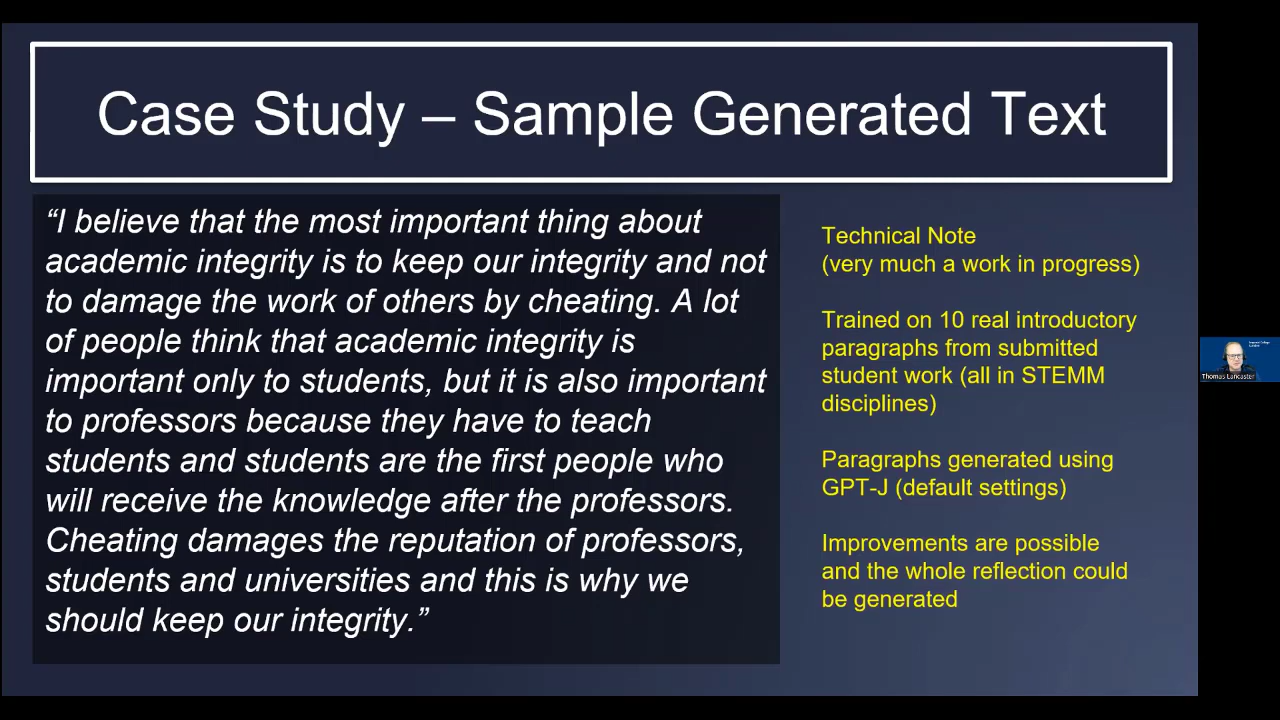 Case Study – Sample Generated Text
“I believe that the most important thing about
academic integrity is to keep our integrity and not
to damage the work of others by cheating. A lot
of people think that academic integrity is
important only to students, but it is also important
to professors because they have to teach
students and students are the first people who
will receive the knowledge after the professors.
Cheating damages the reputation of professors,
students and universities and this is why we
should keep our integrity.”
Technical Note
(very much a work in progress)
Trained on 10 real introductory
paragraphs from submitted
student work (all in STEMM
disciplines)
Paragraphs generated using
GPT-J (default settings)
Improvements are possible
and the whole reflection could
be generated
Thomas Lancaster